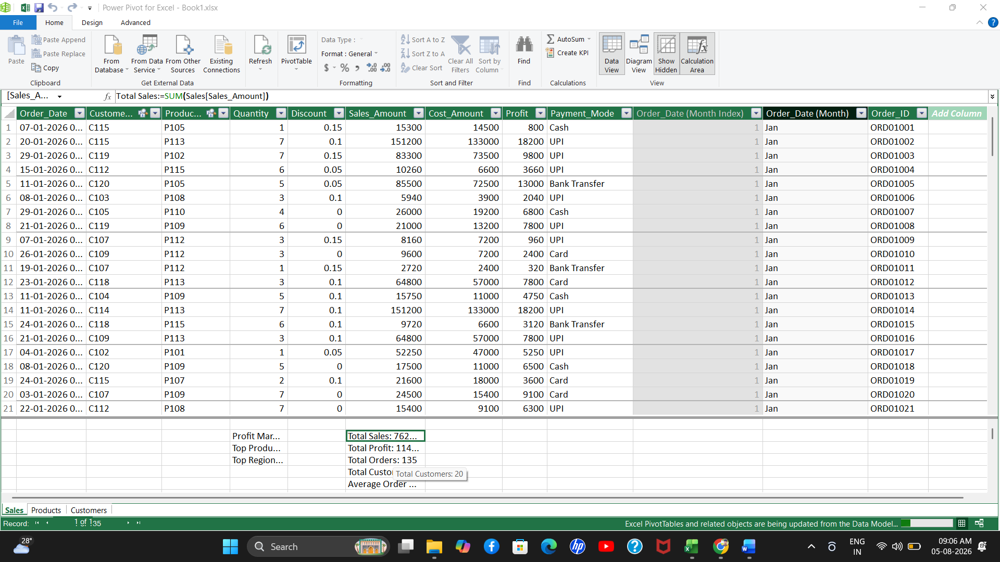 Power Pivot for Excel - Book1.xlsx
File Home Design Advanced
Paste
Paste Append
Paste Replace
Copy
Clipboard
From Database
From Data Service
From Other Sources
Existing Connections
Get External Data
Refresh
PivotTable
Data Type :
Format : General
$ % ,
Formatting
Sort A to Z
Sort Z to A
Clear Sort
Clear All Filters
Sort by Column
Sort and Filter
Find
Find
AutoSum
Create KPI
Calculations
Data View
Diagram View
Show Hidden
Calculation Area
View
[Sales_A... fx Total Sales:=SUM(Sales[Sales_Amount])
Order_Date Custome... Produc... Quantity Discount Sales_Amount Cost_Amount Profit Payment_Mode Order_Date (Month Index) Order_Date (Month) Order_ID Add Column
1 07-01-2026 0... C115 P105 1 0.15 15300 14500 800 Cash 1 Jan ORD01001
2 20-01-2026 0... C115 P113 7 0.1 151200 133000 18200 UPI 1 Jan ORD01002
3 29-01-2026 0... C119 P102 7 0.15 83300 73500 9800 UPI 1 Jan ORD01003
4 15-01-2026 0... C112 P115 6 0.05 10260 6600 3660 UPI 1 Jan ORD01004
5 11-01-2026 0... C120 P105 5 0.05 85500 72500 13000 Bank Transfer 1 Jan ORD01005
6 08-01-2026 0... C103 P108 3 0.1 5940 3900 2040 UPI 1 Jan ORD01006
7 29-01-2026 0... C105 P110 4 0 26000 19200 6800 Cash 1 Jan ORD01007
8 21-01-2026 0... C119 P109 6 0 21000 13200 7800 UPI 1 Jan ORD01008
9 07-01-2026 0... C107 P112 3 0.15 8160 7200 960 UPI 1 Jan ORD01009
10 26-01-2026 0... C109 P112 3 0 9600 7200 2400 Card 1 Jan ORD01010
11 19-01-2026 0... C107 P112 1 0.15 2720 2400 320 Bank Transfer 1 Jan ORD01011
12 23-01-2026 0... C118 P113 3 0.1 64800 57000 7800 Card 1 Jan ORD01012
13 11-01-2026 0... C104 P109 5 0.1 15750 11000 4750 Cash 1 Jan ORD01013
14 11-01-2026 0... C114 P113 7 0.1 151200 133000 18200 UPI 1 Jan ORD01014
15 24-01-2026 0... C118 P115 6 0.1 9720 6600 3120 Bank Transfer 1 Jan ORD01015
16 21-01-2026 0... C109 P113 3 0.1 64800 57000 7800 UPI 1 Jan ORD01016
17 04-01-2026 0... C102 P101 1 0.05 52250 47000 5250 UPI 1 Jan ORD01017
18 08-01-2026 0... C120 P109 5 0 17500 11000 6500 Cash 1 Jan ORD01018
19 24-01-2026 0... C115 P107 2 0.1 21600 18000 3600 Card 1 Jan ORD01019
20 03-01-2026 0... C107 P109 7 0 24500 15400 9100 Card 1 Jan ORD01020
21 22-01-2026 0... C112 P108 7 0 15400 9100 6300 UPI 1 Jan ORD01021
Profit Mar... Total Sales: 762...
Top Produ... Total Profit: 114...
Top Region... Total Orders: 135
Total Custo Total Customers: 20
Average Order ...
Sales Products Customers
Record: 1 of 135 Excel PivotTables and related objects are being updated from the Data Model...
28° Search ENG IN 09:06 AM 05-08-2026